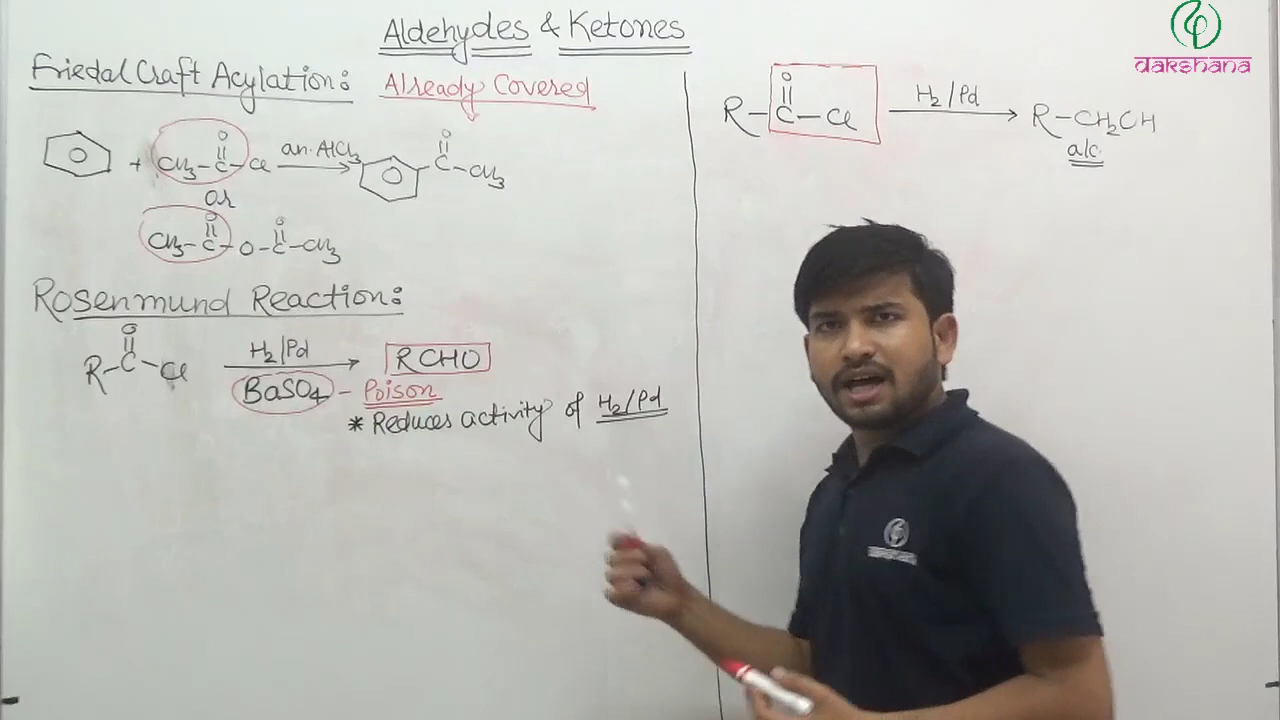 Aldehydes & Ketones
dakshana
Friedal Craft Acylation: Already Covered
+ CH3-C-Cl an. AlCl3 C-CH3
O
O
or
CH3-C-O-C-CH3
O
O
Rosenmund Reaction:
O
R-C-Cl H2/Pd RCHO
BaSO4 - Poison
* Reduces activity of H2/Pd
O
R-C-Cl H2/Pd R-CH2CH
alc.